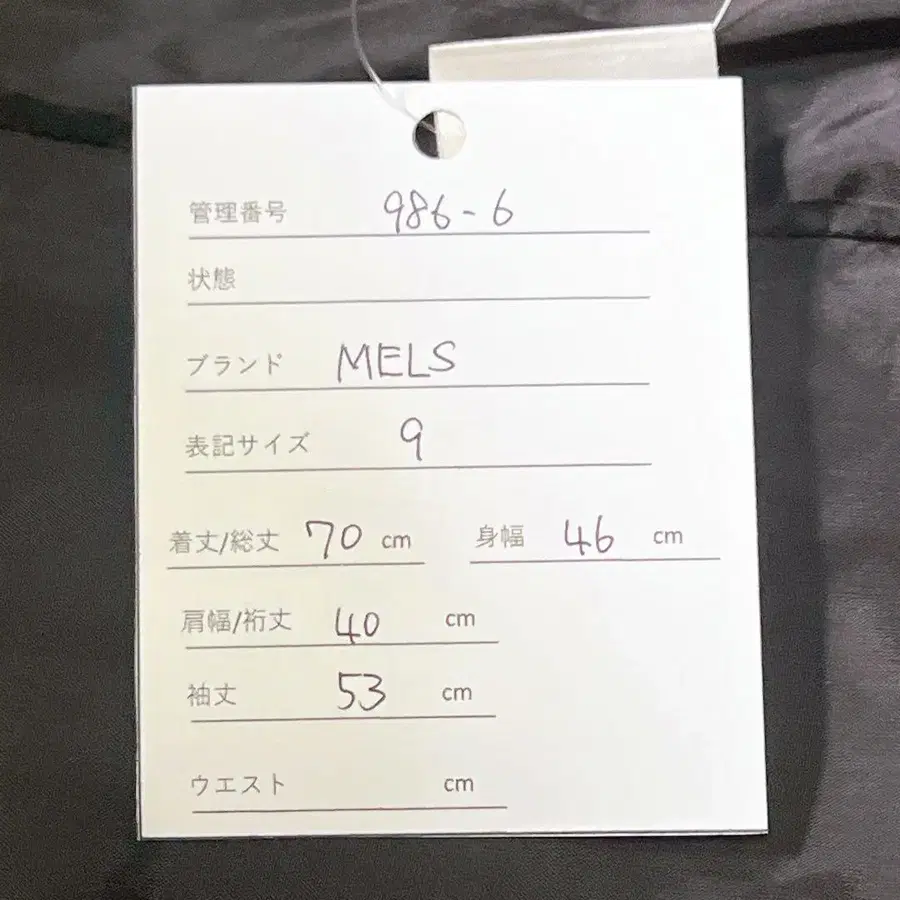 管理番号 986-6
状態
ブランド MELS
表記サイズ 9
着丈/総丈 70 cm 身幅 46 cm
肩幅/裄丈 40 cm
袖丈 53 cm
ウエスト cm